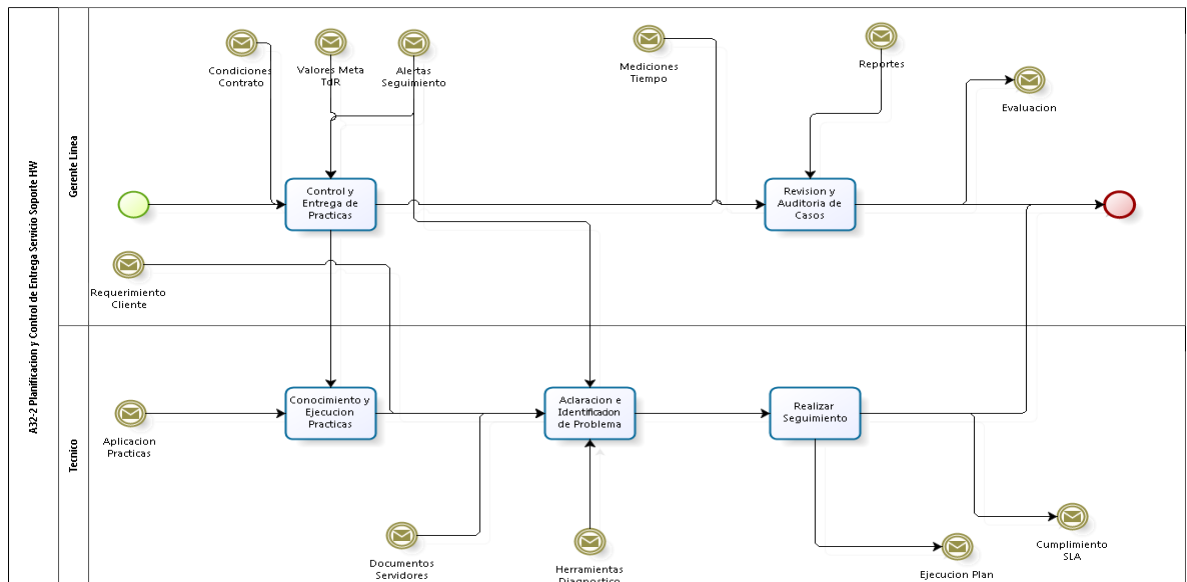 A32-2 Planificacion y Control de Entrega Servicio Soporte HW
Gerente Linea
Condiciones
Contrato
Valores Meta
TdR
Alertas
Seguimiento
Mediciones
Tiempo
Reportes
Evaluacion
Control y
Entrega de
Practicas
Revision y
Auditoria de
Casos
Requerimiento
Cliente
Tecnico
Conocimiento y
Ejecucion
Practicas
Aclaracion e
Identificadon
de Problema
Realizar
Seguimiento
Aplicacion
Practicas
Documentos
Servidores
Herramientas
Diagnostico
Ejecucion Plan
Cumplimiento
SLA